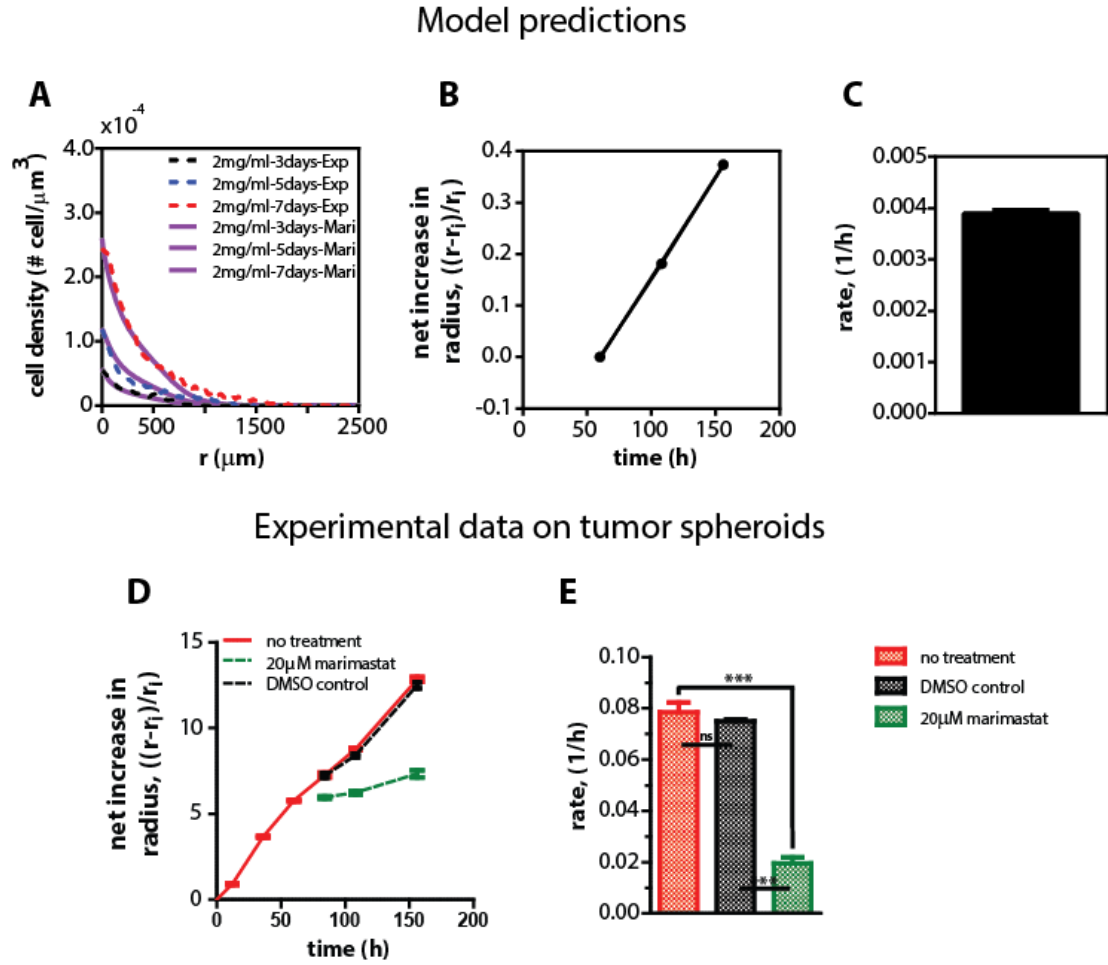 Model predictions
A
x10-4
4.0
3.0
2.0
1.0
0
0
500
1500
2500
cell density (# cell/μm3)
r (μm)
2mg/ml-3days-Exp
2mg/ml-5days-Exp
2mg/ml-7days-Exp
2mg/ml-3days-Mari
2mg/ml-5days-Mari
2mg/ml-7days-Mari
B
net increase in
radius, ((r-ri)/ri)
0.4
0.3
0.2
0.1
0.0
-0.1
0
50
100
150
200
time (h)
C
rate, (1/h)
0.005
0.004
0.003
0.002
0.001
0.000
Experimental data on tumor spheroids
D
no treatment
20μM marimastat
DMSO control
net increase in
radius, ((r-ri)/ri)
15
10
5
0
0
50
100
150
200
time (h)
E
rate, (1/h)
0.10
0.08
0.06
0.04
0.02
0.00
***
ns
***
no treatment
DMSO control
20μM marimastat